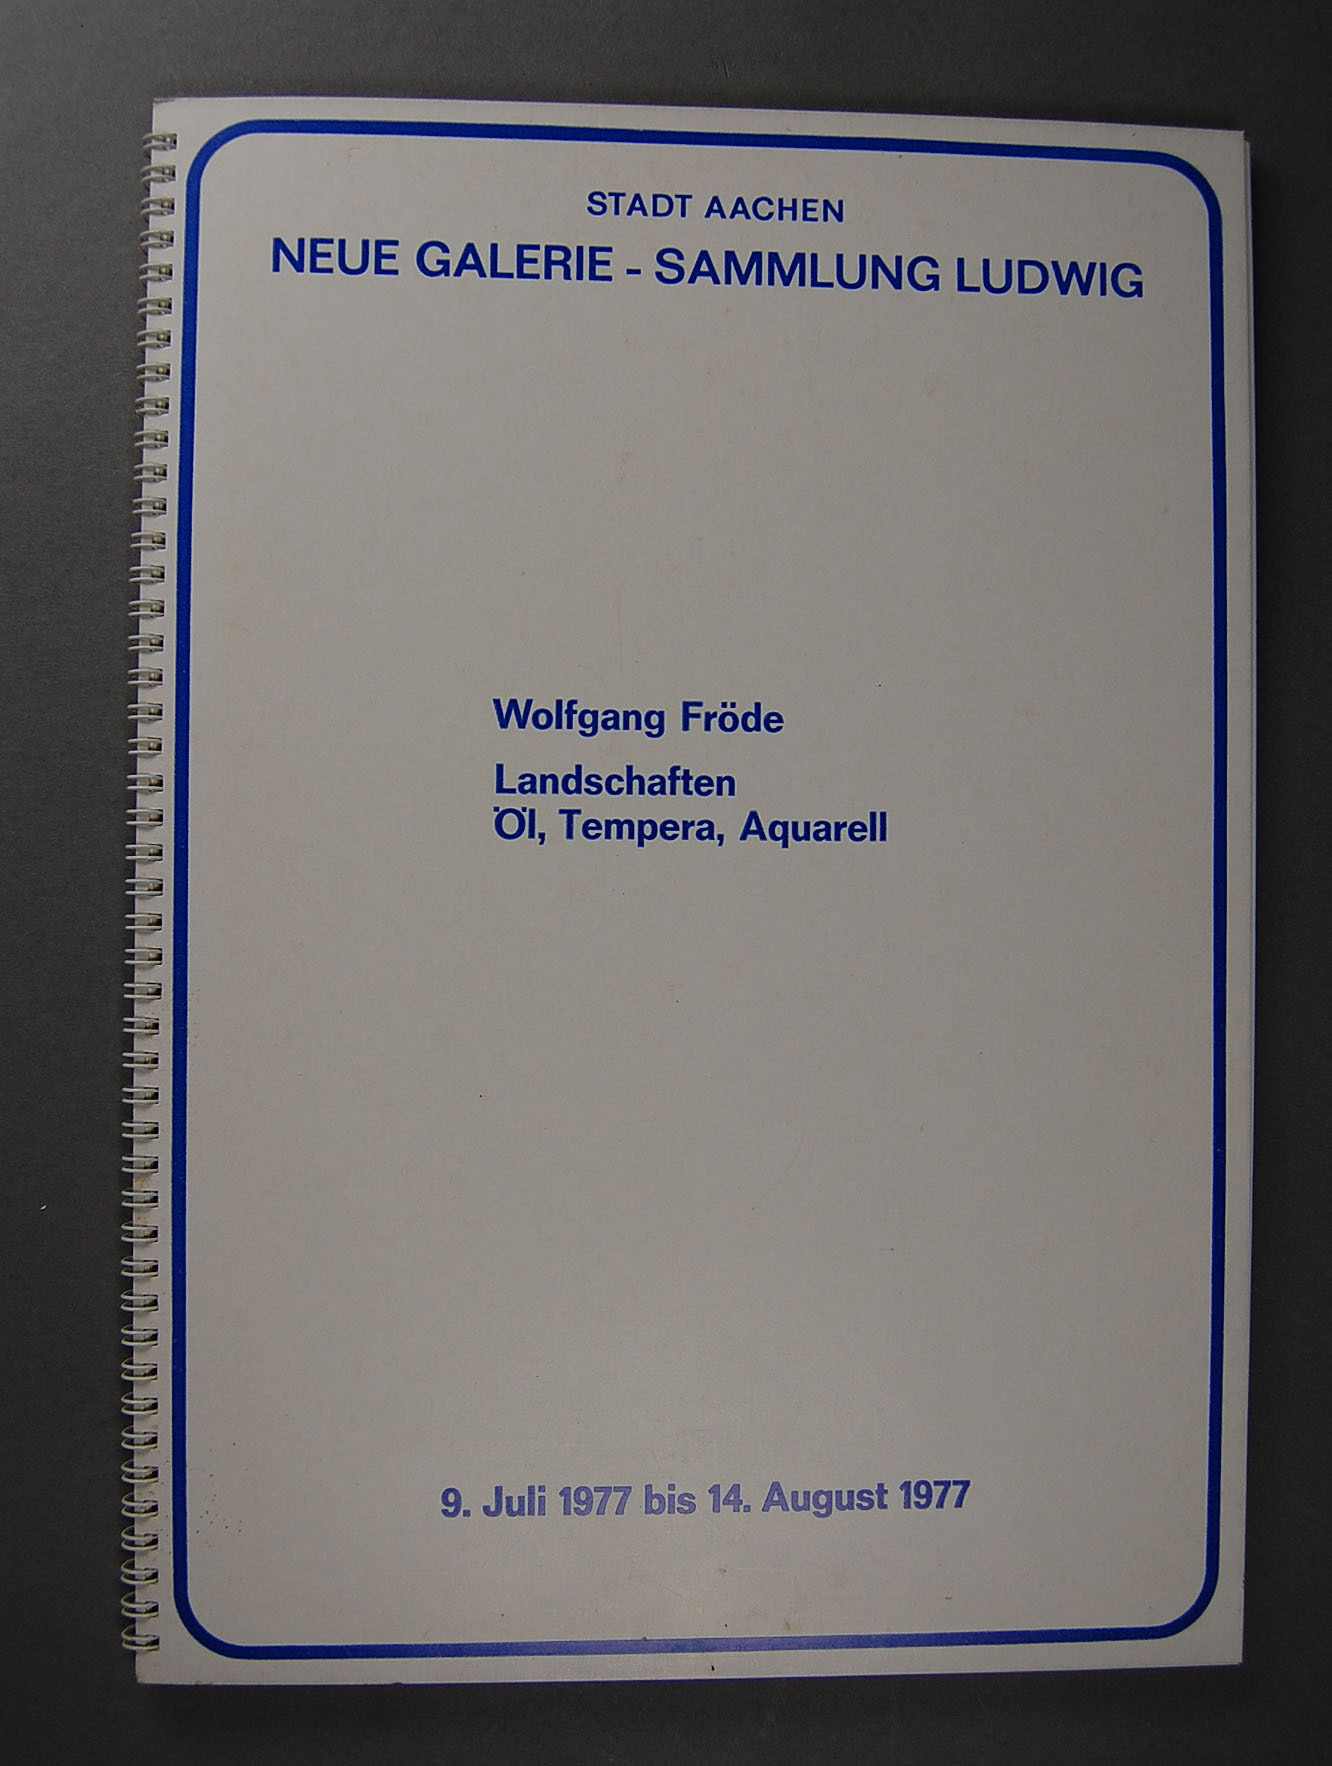 STADT AACHEN
NEUE GALERIE - SAMMLUNG LUDWIG
Wolfgang Fröde
Landschaften
Öl, Tempera, Aquarell
9. Juli 1977 bis 14. August 1977